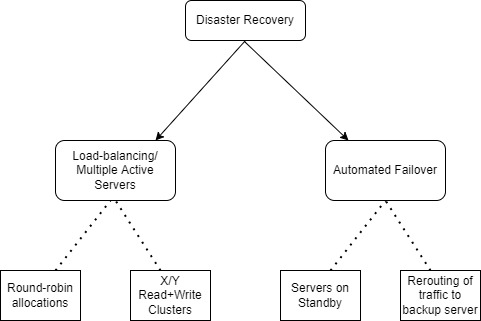 Disaster Recovery
Load-balancing/
Multiple Active
Servers
Automated Failover
Round-robin
allocations
X/Y
Read+Write
Clusters
Servers on
Standby
Rerouting of
traffic to
backup server